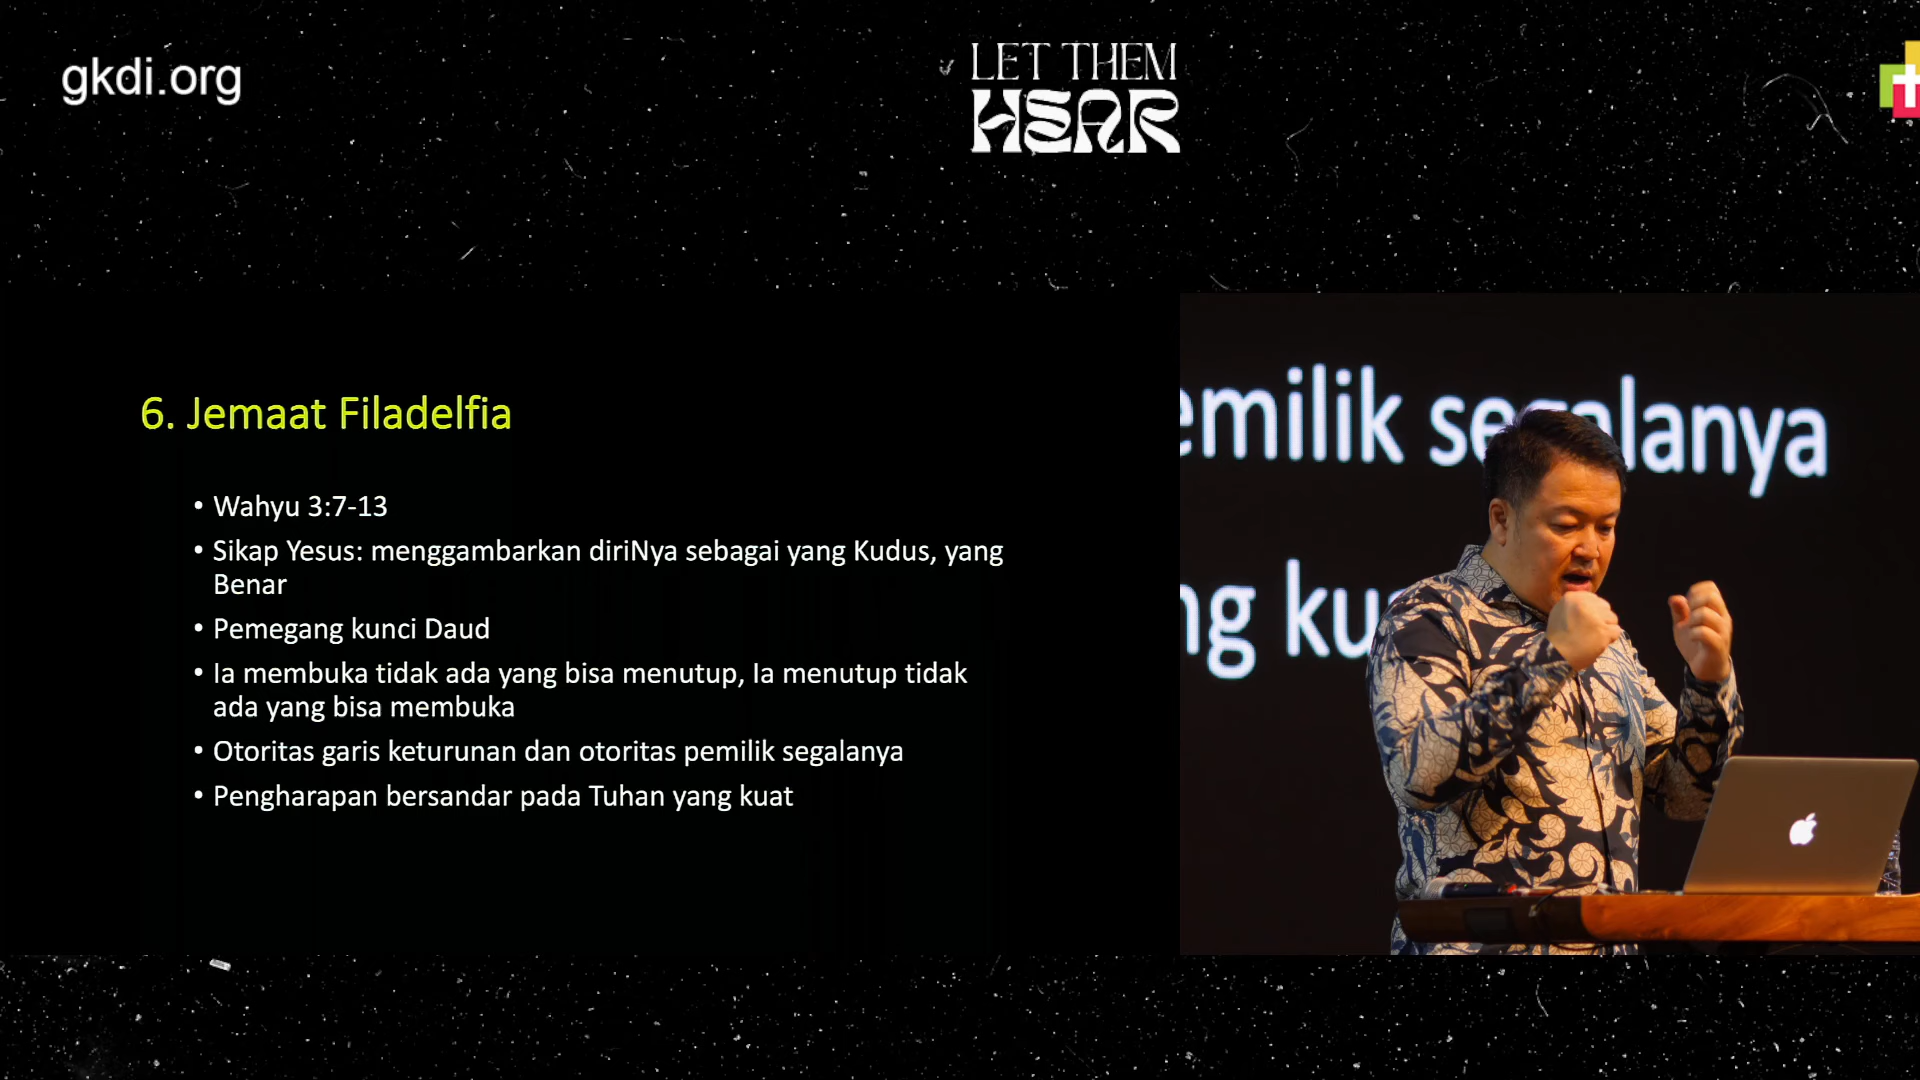 gkdi.org
LET THEM
HEAR
6. Jemaat Filadelfia
• Wahyu 3:7-13
• Sikap Yesus: menggambarkan diriNya sebagai yang Kudus, yang
Benar
• Pemegang kunci Daud
• Ia membuka tidak ada yang bisa menutup, Ia menutup tidak
ada yang bisa membuka
• Otoritas garis keturunan dan otoritas pemilik segalanya
• Pengharapan bersandar pada Tuhan yang kuat
emilik segalanya
ng ku